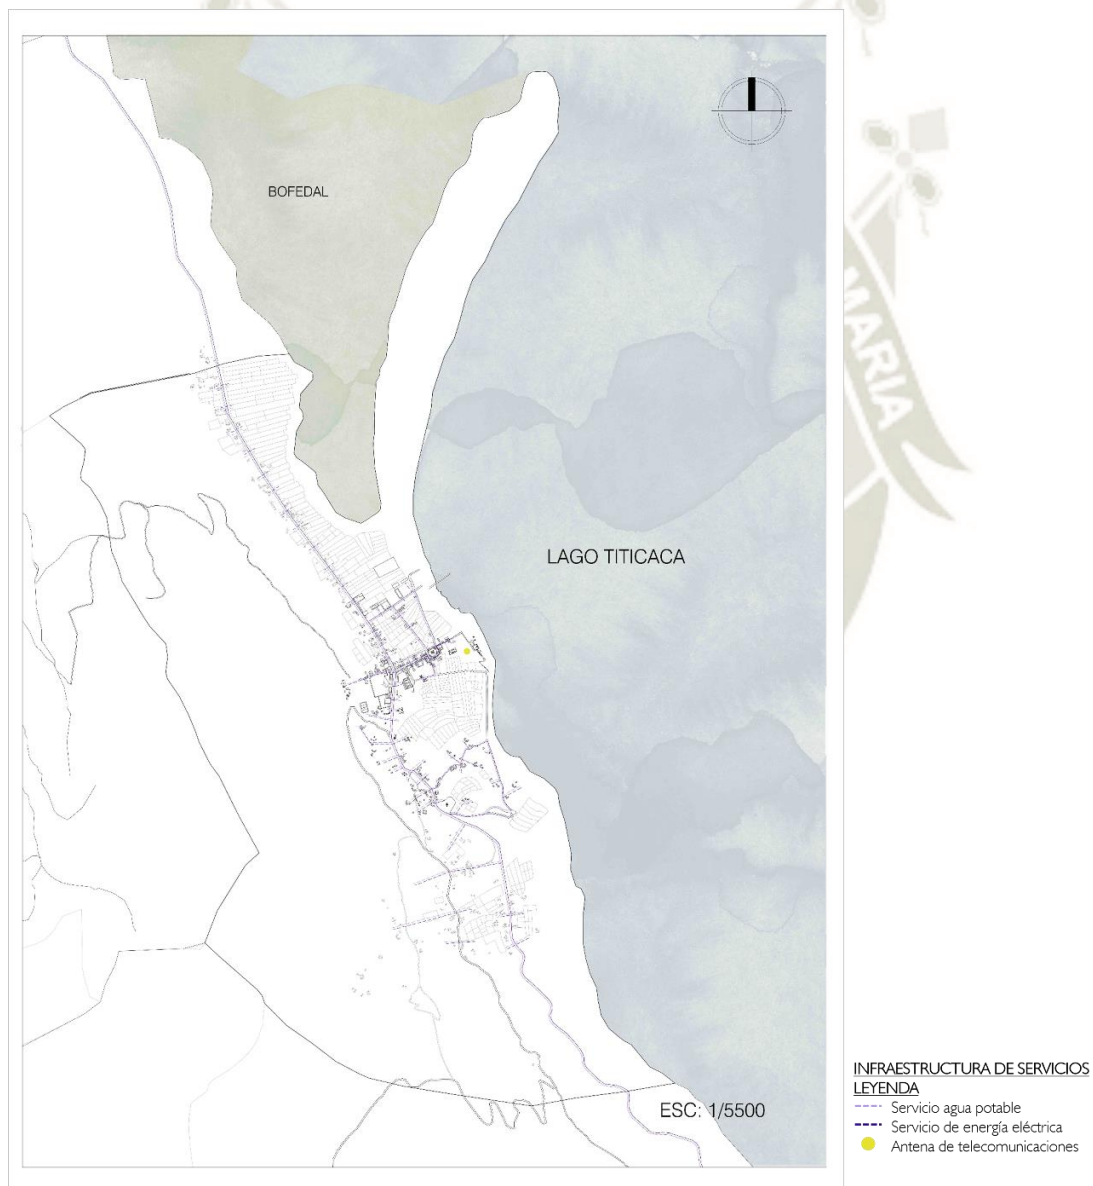 BOFEDAL
MARIA
LAGO TITICACA
ESC: 1/5500
INFRAESTRUCTURA DE SERVICIOS
LEYENDA
Servicio agua potable
Servicio de energía eléctrica
Antena de telecomunicaciones